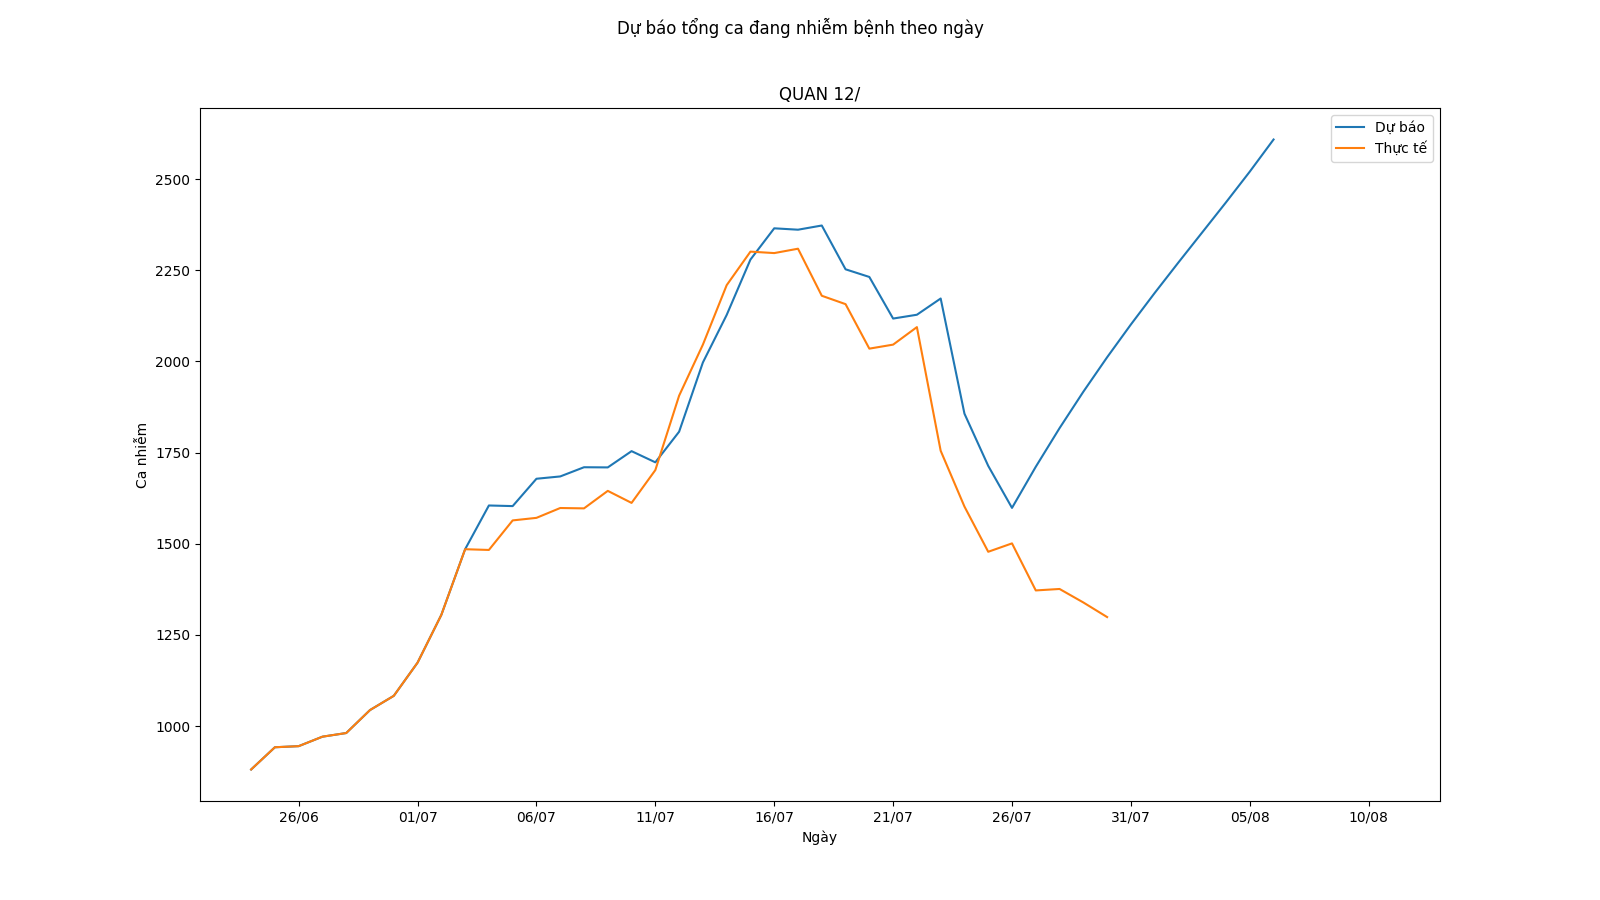 Dự báo tổng ca đang nhiễm bệnh theo ngày
QUAN 12/
Dự báo
Thực tế
2500
2250
2000
1750
1500
1250
1000
Ca nhiễm
26/06 01/07 06/07 11/07 16/07 21/07 26/07 31/07 05/08 10/08
Ngày